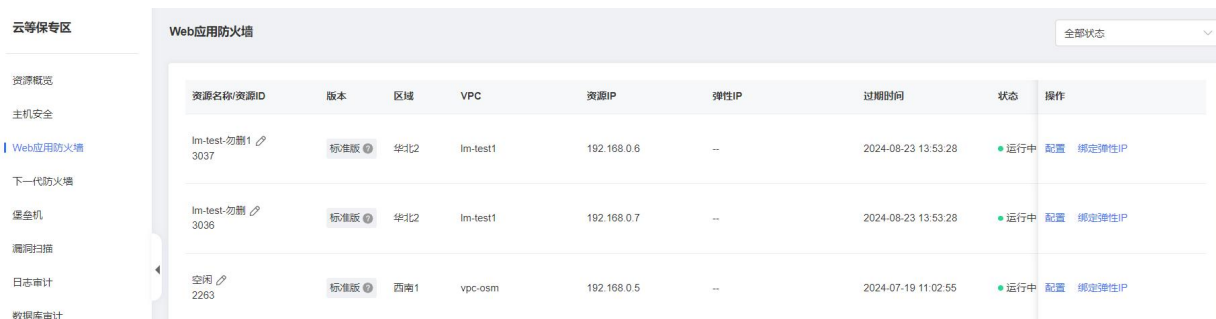 云等保专区
Web应用防火墙
全部状态
资源概览
主机安全
Web应用防火墙
下一代防火墙
堡垒机
漏洞扫描
日志审计
数据库审计
资源名称/资源ID 版本 区域 VPC 资源IP 弹性IP 过期时间 状态 操作
lm-test-勿删1 标准版 华北2 lm-test1 192.168.0.6 -- 2024-08-23 13:53:28 运行中 配置 绑定弹性IP
3037
lm-test-勿删 标准版 华北2 lm-test1 192.168.0.7 -- 2024-08-23 13:53:28 运行中 配置 绑定弹性IP
3036
空闲 标准版 西南1 vpc-osm 192.168.0.5 -- 2024-07-19 11:02:55 运行中 配置 绑定弹性IP
2263